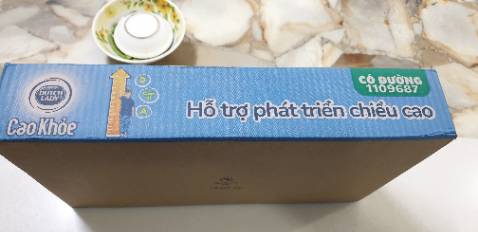 DUTCH
LADY
Cao Khỏe
D
A
Hỗ trợ phát triển chiều cao
CÓ ĐƯỜNG
1109687